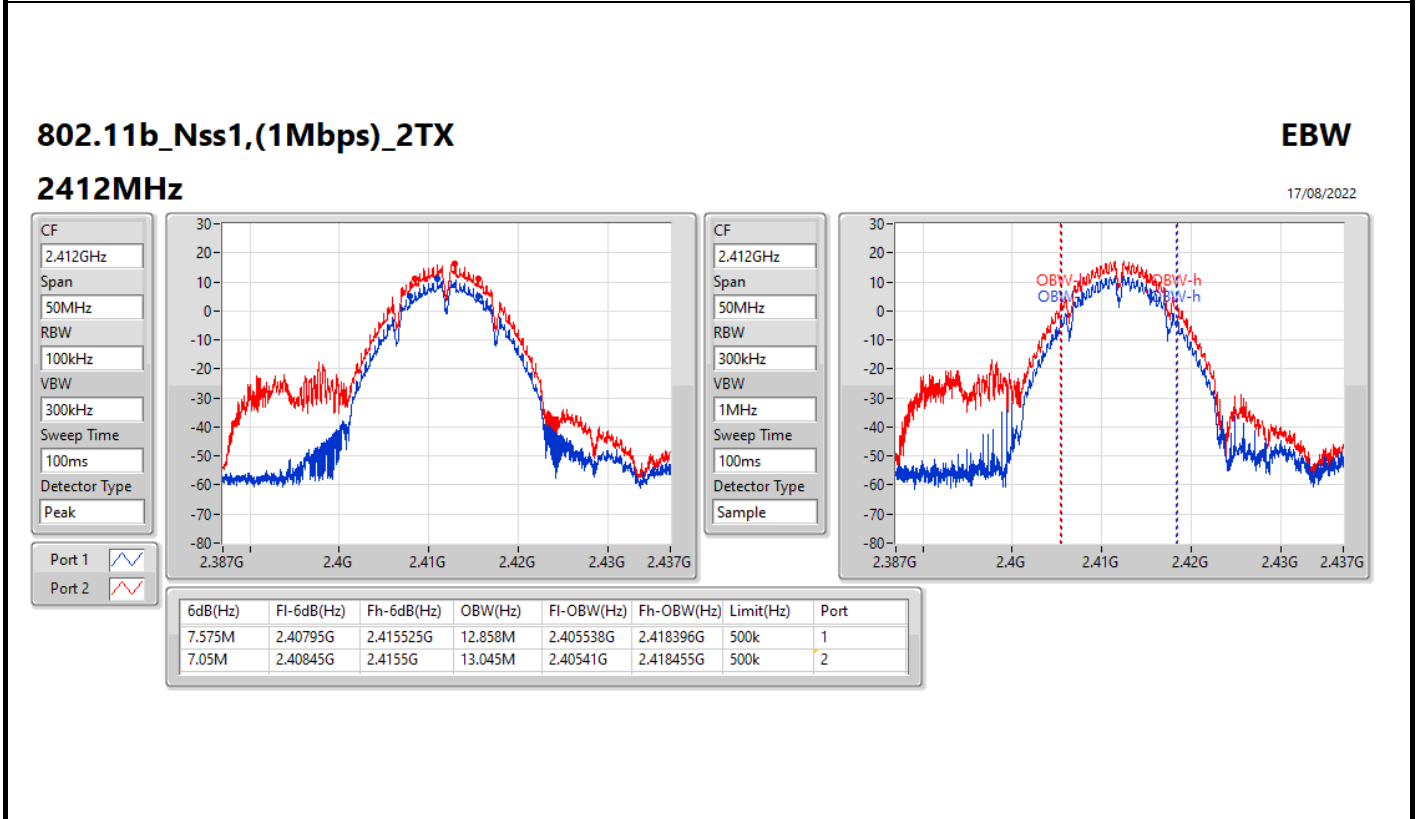 802.11b_Nss1,(1Mbps)_2TX
EBW
2412MHz
17/08/2022
CF
2.412GHz
Span
50MHz
RBW
100kHz
VBW
300kHz
Sweep Time
100ms
Detector Type
Peak
Port 1
Port 2
30
20
10
0
-10
-20
-30
-40
-50
-60
-70
-80
2.387G 2.4G 2.41G 2.42G 2.43G 2.437G
CF
2.412GHz
Span
50MHz
RBW
300kHz
VBW
1MHz
Sweep Time
100ms
Detector Type
Sample
30
20
10
0
-10
-20
-30
-40
-50
-60
-70
-80
OBW-h
OBW-h
2.387G 2.4G 2.41G 2.42G 2.43G 2.437G
6dB(Hz) Fl-6dB(Hz) Fh-6dB(Hz) OBW(Hz) Fl-OBW(Hz) Fh-OBW(Hz) Limit(Hz) Port
7.575M 2.40795G 2.415525G 12.858M 2.405538G 2.418396G 500k 1
7.05M 2.40845G 2.4155G 13.045M 2.40541G 2.418455G 500k 2